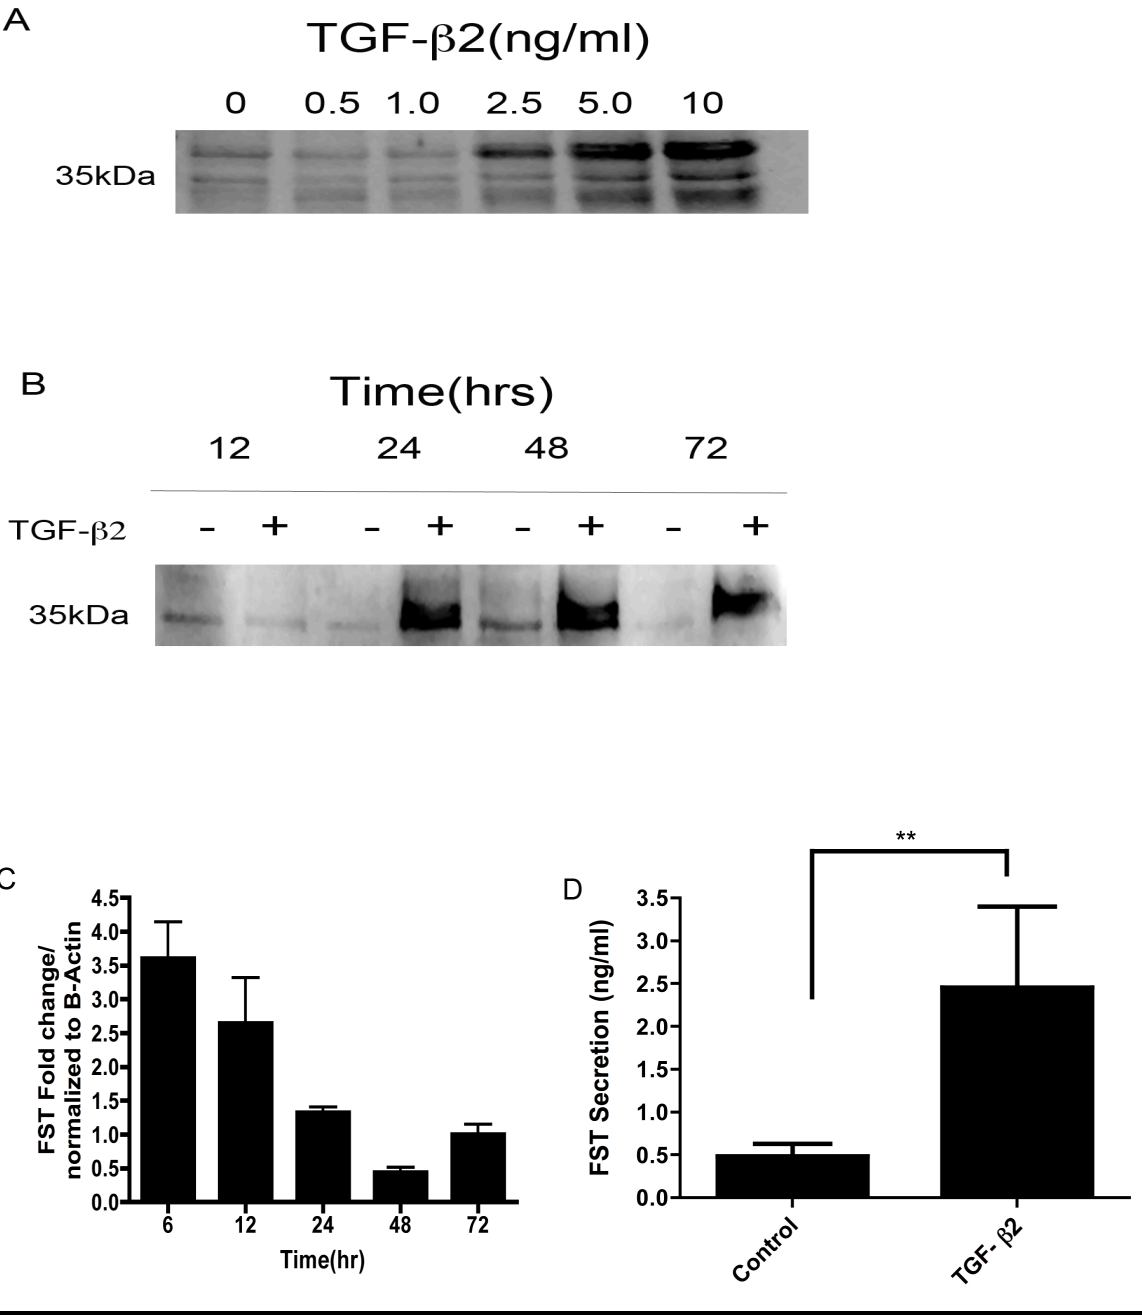 A
TGF-β2(ng/ml)
0 0.5 1.0 2.5 5.0 10
35kDa
B
Time(hrs)
12 24 48 72
TGF-β2 - + - + - + - +
35kDa
C
FST Fold change/
normalized to B-Actin
4.5
4.0
3.5
3.0
2.5
2.0
1.5
1.0
0.5
0.0
6 12 24 48 72
Time(hr)
D
**
FST Secretion (ng/ml)
3.5
3.0
2.5
2.0
1.5
1.0
0.5
0.0
Control
TGF- β2